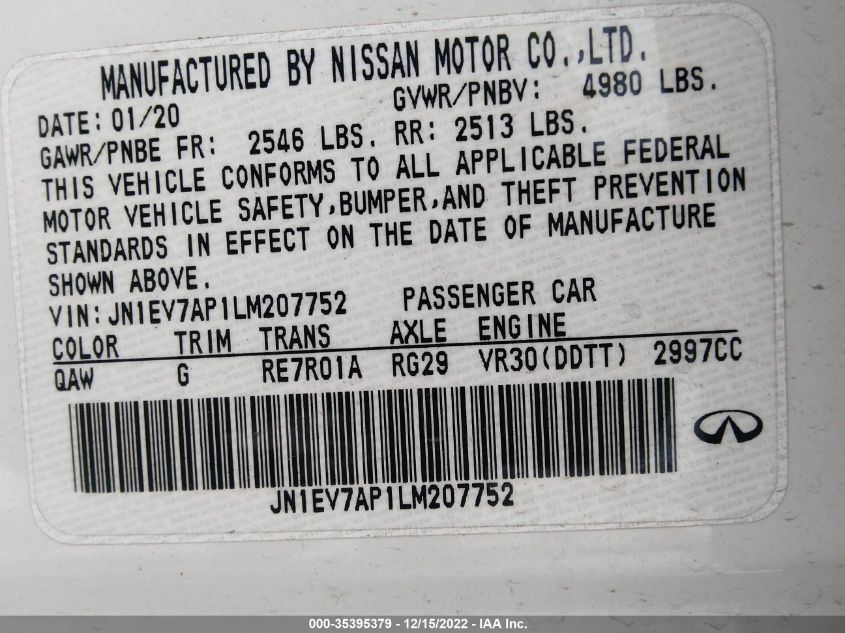 MANUFACTURED BY NISSAN MOTOR CO.,LTD.
DATE: 01/20 GVWR/PNBV: 4980 LBS.
GAWR/PNBE FR: 2546 LBS. RR: 2513 LBS.
THIS VEHICLE CONFORMS TO ALL APPLICABLE FEDERAL
MOTOR VEHICLE SAFETY,BUMPER,AND THEFT PREVENTION
STANDARDS IN EFFECT ON THE DATE OF MANUFACTURE
SHOWN ABOVE.
VIN: JN1EV7AP1LM207752 PASSENGER CAR
COLOR TRIM TRANS AXLE ENGINE
QAW G RE7R01A RG29 VR30(DDTT) 2997CC
JN1EV7AP1LM207752
000-35395379 - 12/15/2022 - IAA Inc.